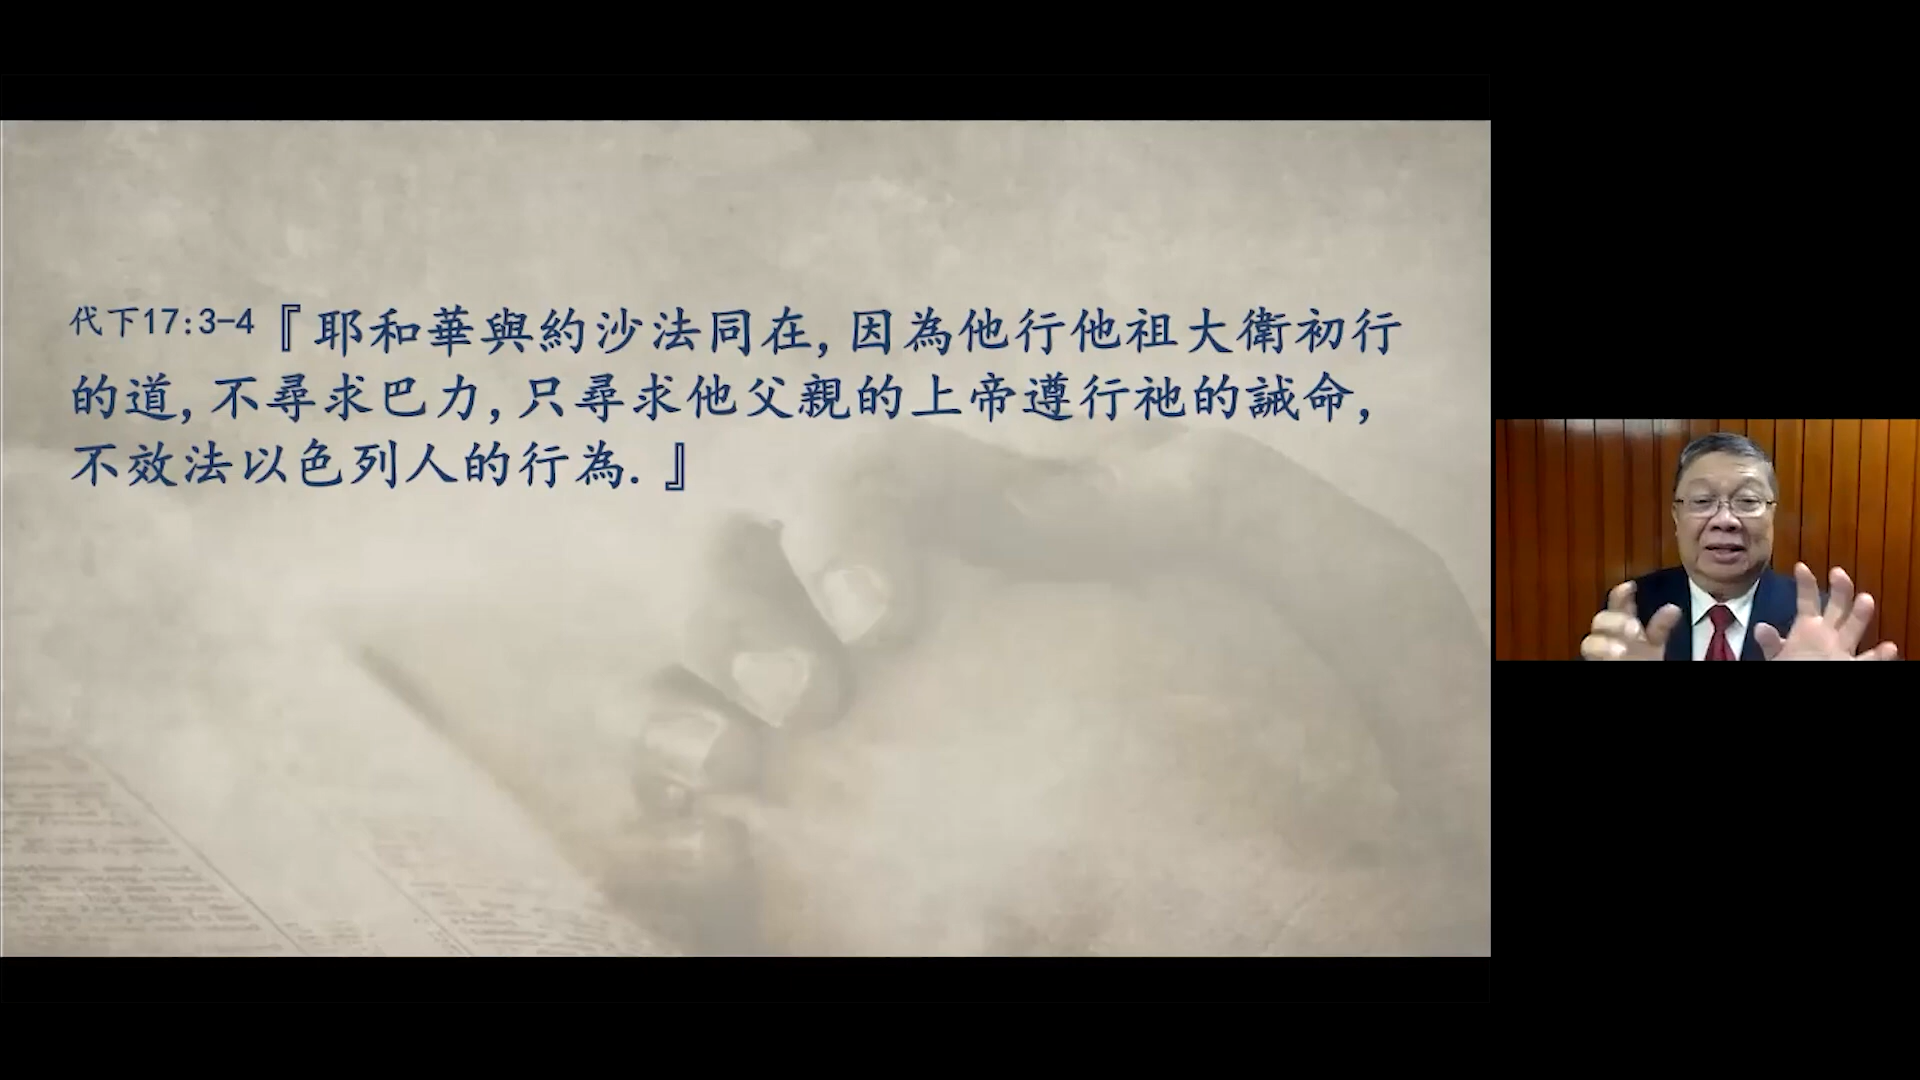 代下17:3-4『耶和華與約沙法同在,因為他行他祖大衛初行
的道,不尋求巴力,只尋求他父親的上帝遵行祂的誡命,
不效法以色列人的行為.』